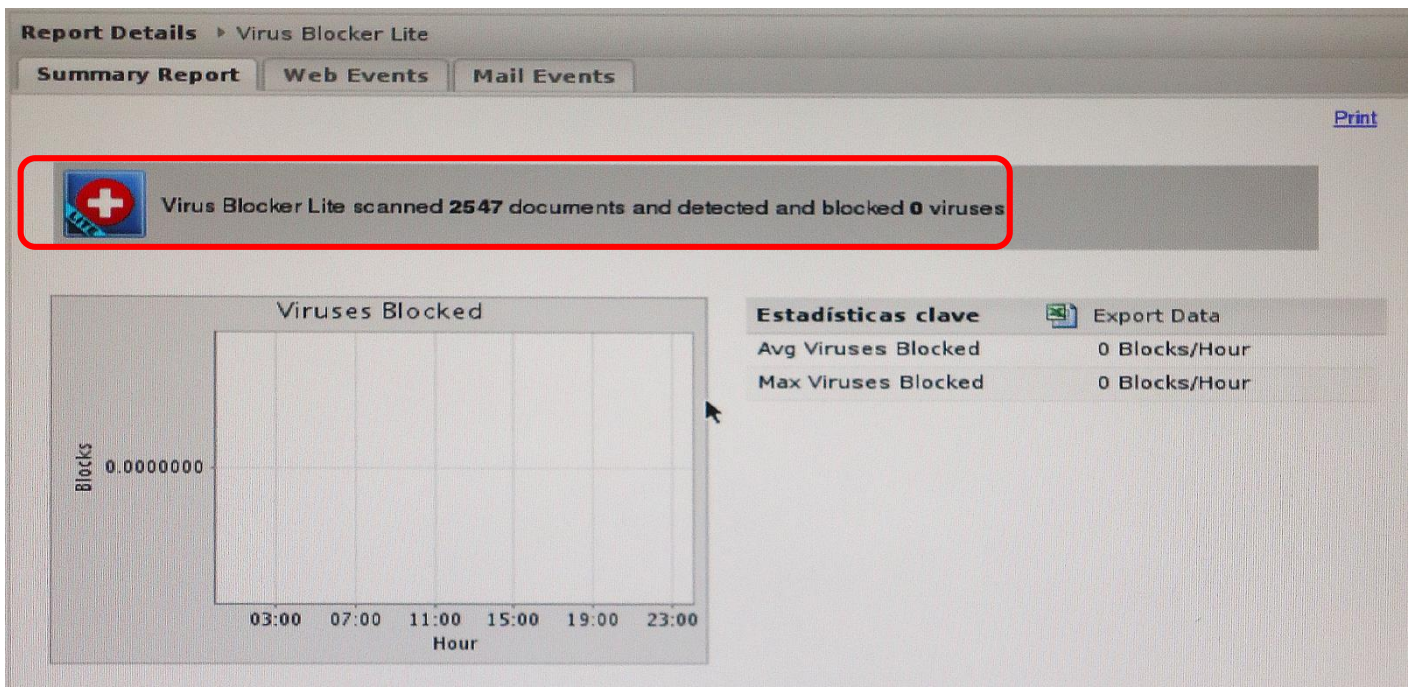 Report Details ▸ Virus Blocker Lite
Summary Report Web Events Mail Events
Print
LITE
Virus Blocker Lite scanned 2547 documents and detected and blocked 0 viruses
Viruses Blocked
Blocks
0.0000000
03:00 07:00 11:00 15:00 19:00 23:00
Hour
Estadísticas clave Export Data
Avg Viruses Blocked 0 Blocks/Hour
Max Viruses Blocked 0 Blocks/Hour